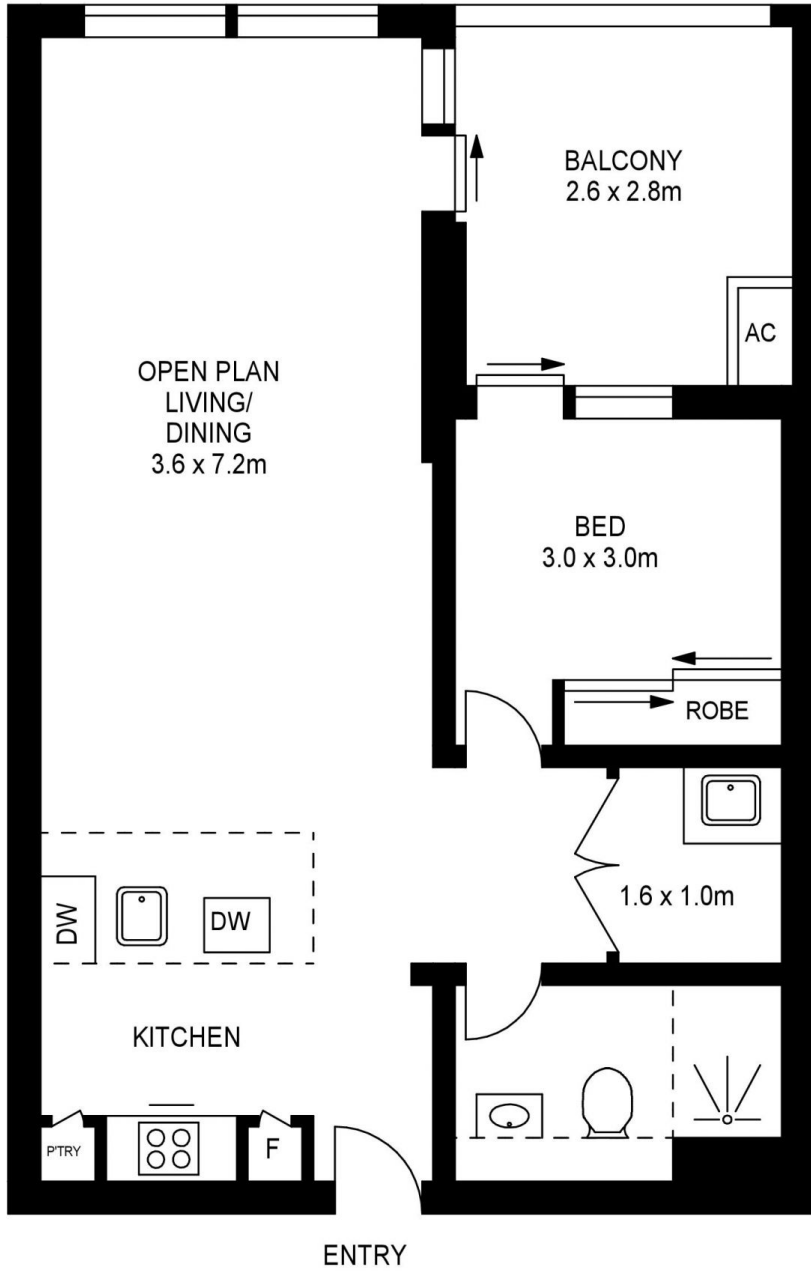 BALCONY
2.6 x 2.8m
AC
OPEN PLAN
LIVING/
DINING
3.6 x 7.2m
BED
3.0 x 3.0m
ROBE
1.6 x 1.0m
DW
DW
KITCHEN
P'TRY
F
ENTRY